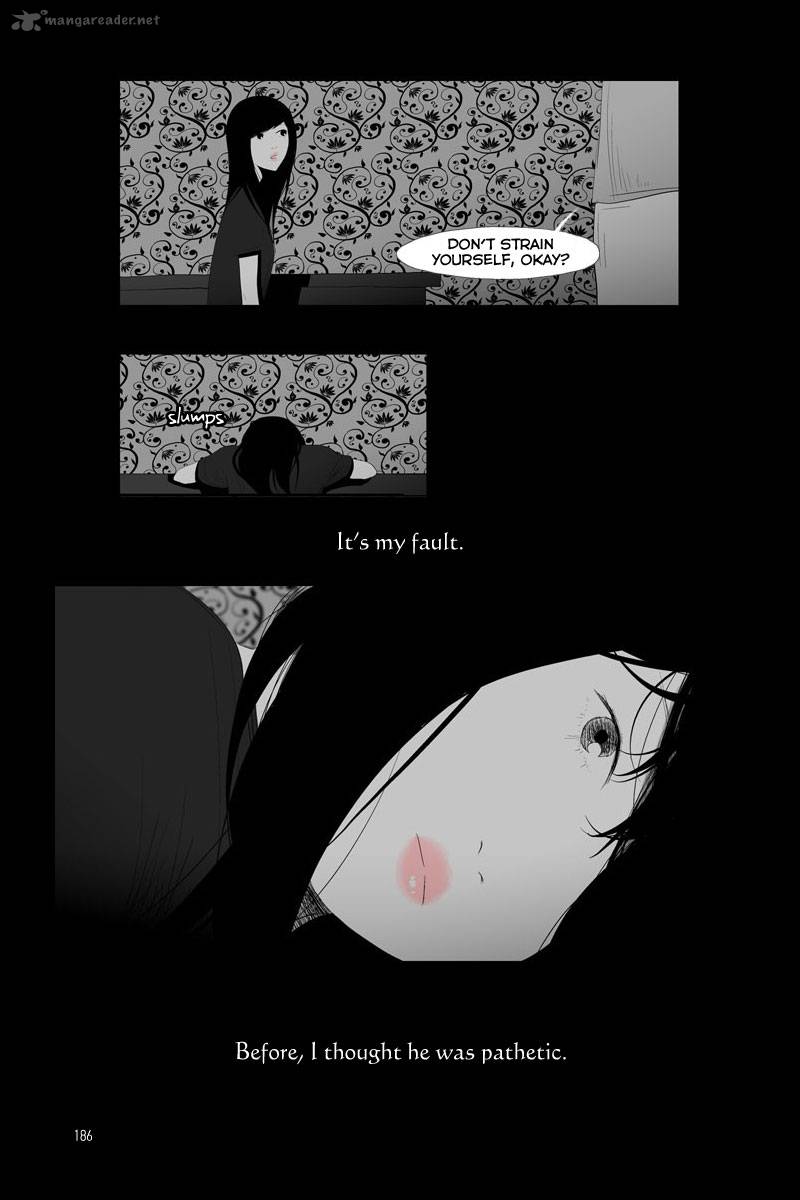 mangareader.net
DON'T STRAIN
YOURSELF, OKAY?
slumps
It's my fault.
Before, I thought he was pathetic.
186